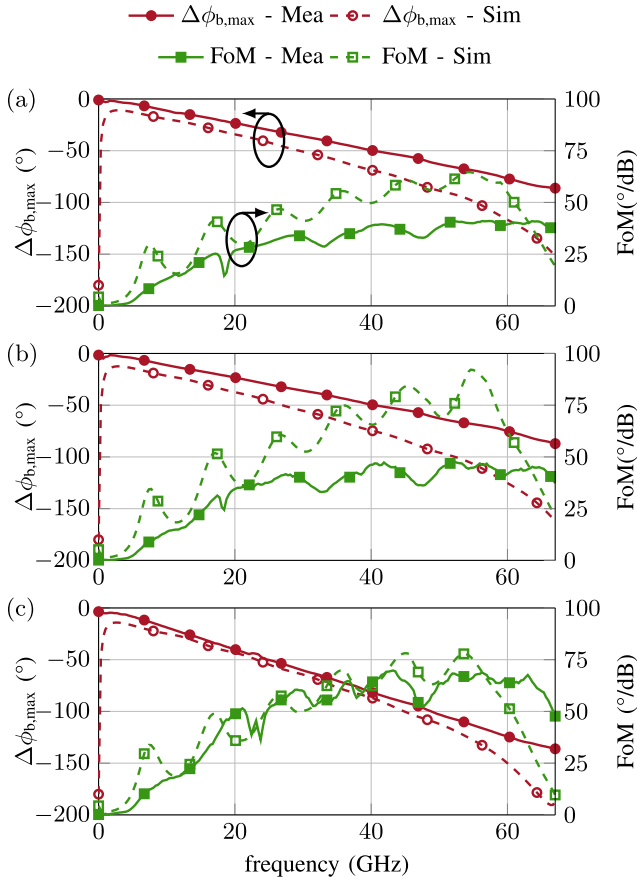 Δϕb,max - Mea Δϕb,max - Sim
FoM - Mea FoM - Sim
(a)
0
−50
−100
−150
−200
Δϕb,max (°)
100
75
50
25
0
FoM(°/dB)
0 20 40 60
(b)
0
−50
−100
−150
−200
Δϕb,max (°)
100
75
50
25
0
FoM(°/dB)
0 20 40 60
(c)
0
−50
−100
−150
−200
Δϕb,max (°)
100
75
50
25
0
FoM (°/dB)
0 20 40 60
frequency (GHz)